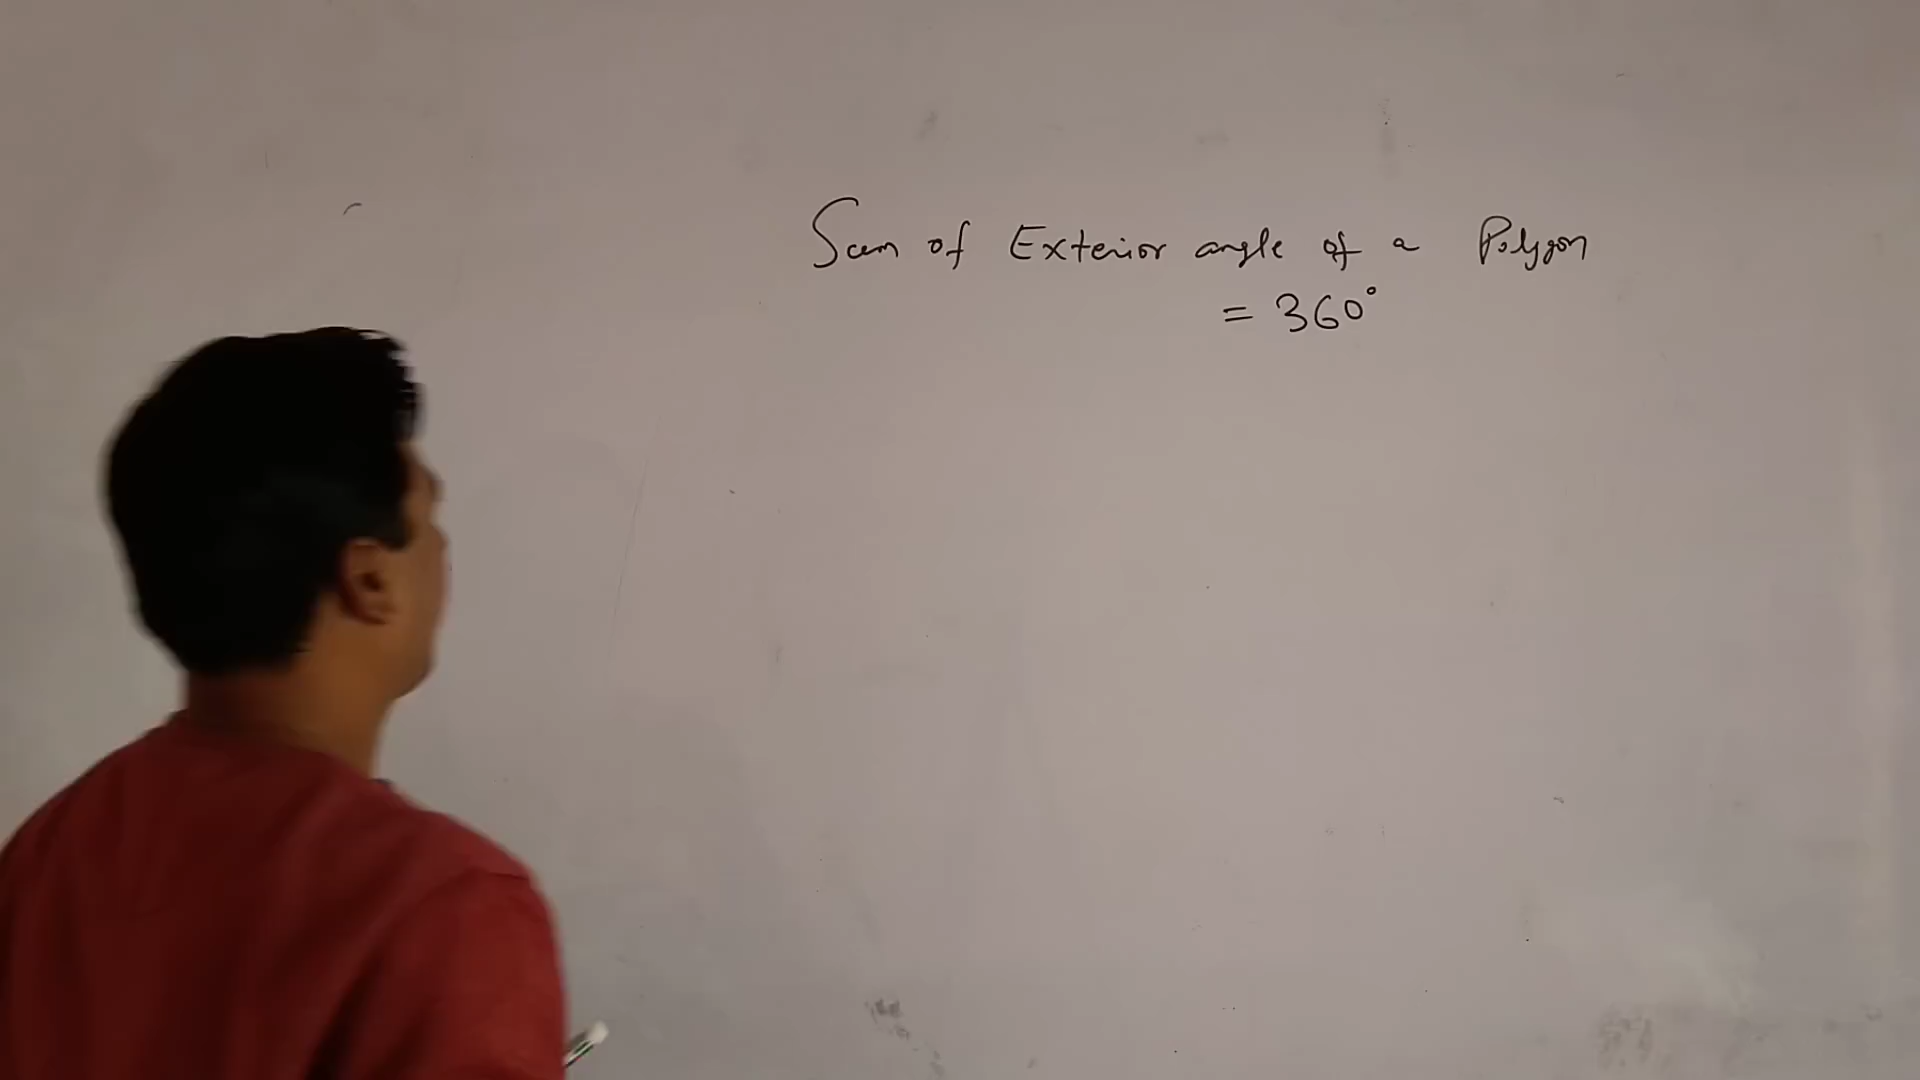 Sum of Exterior angle of a Polygon
= 360°